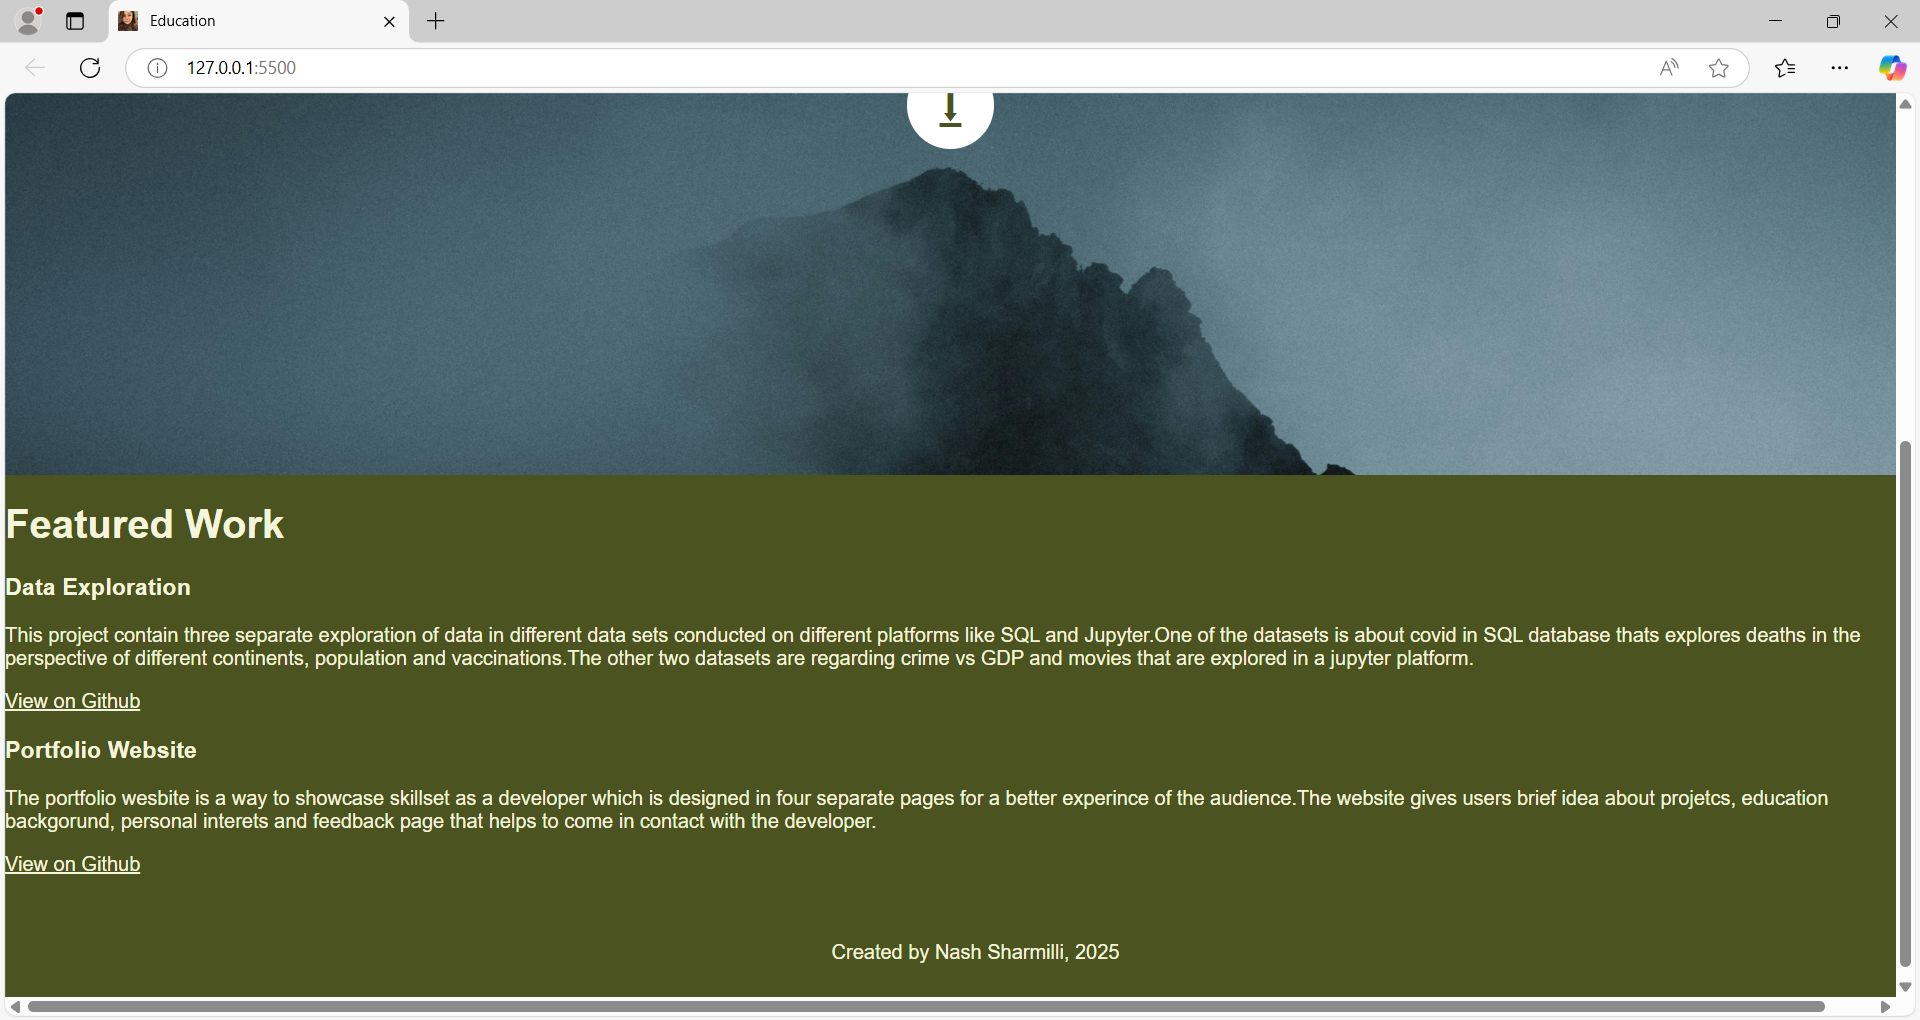 Education
127.0.0.1:5500
Featured Work
Data Exploration
This project contain three separate exploration of data in different data sets conducted on different platforms like SQL and Jupyter.One of the datasets is about covid in SQL database thats explores deaths in the
perspective of different continents, population and vaccinations.The other two datasets are regarding crime vs GDP and movies that are explored in a jupyter platform.
View on Github
Portfolio Website
The portfolio wesbite is a way to showcase skillset as a developer which is designed in four separate pages for a better experince of the audience.The website gives users brief idea about projetcs, education
backgorund, personal interets and feedback page that helps to come in contact with the developer.
View on Github
Created by Nash Sharmilli, 2025